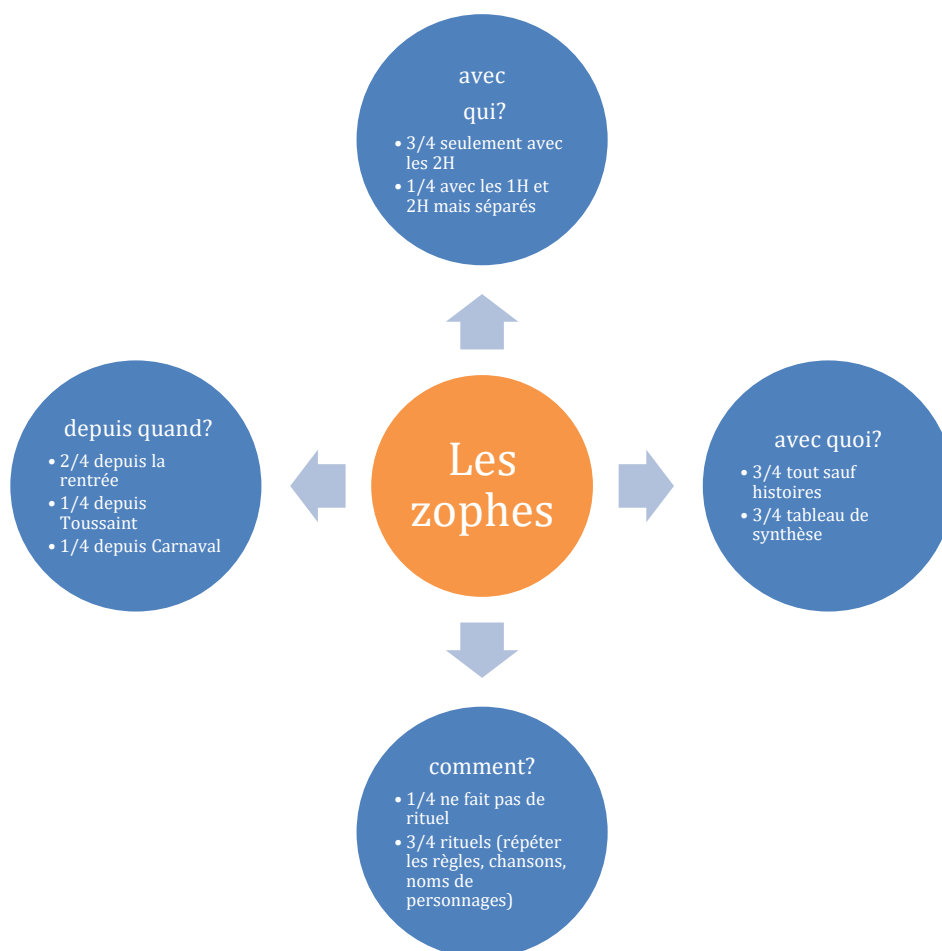 avec
qui?
• 3/4 seulement avec
les 2H
• 1/4 avec les 1H et
2H mais séparés
depuis quand?
• 2/4 depuis la
rentrée
• 1/4 depuis
Toussaint
• 1/4 depuis Carnaval
Les
zophes
avec quoi?
• 3/4 tout sauf
histoires
• 3/4 tableau de
synthèse
comment?
• 1/4 ne fait pas de
rituel
• 3/4 rituels (répéter
les règles, chansons,
noms de
personnages)